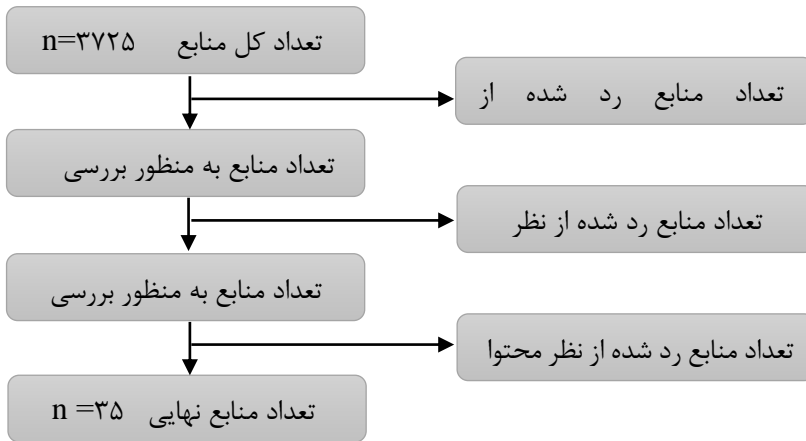 تعداد کل منابع n=۳۷۲۵
تعداد منابع رد شده از
تعداد منابع به منظور بررسی
تعداد منابع رد شده از نظر
تعداد منابع به منظور بررسی
تعداد منابع رد شده از نظر محتوا
تعداد منابع نهایی n =۳۵